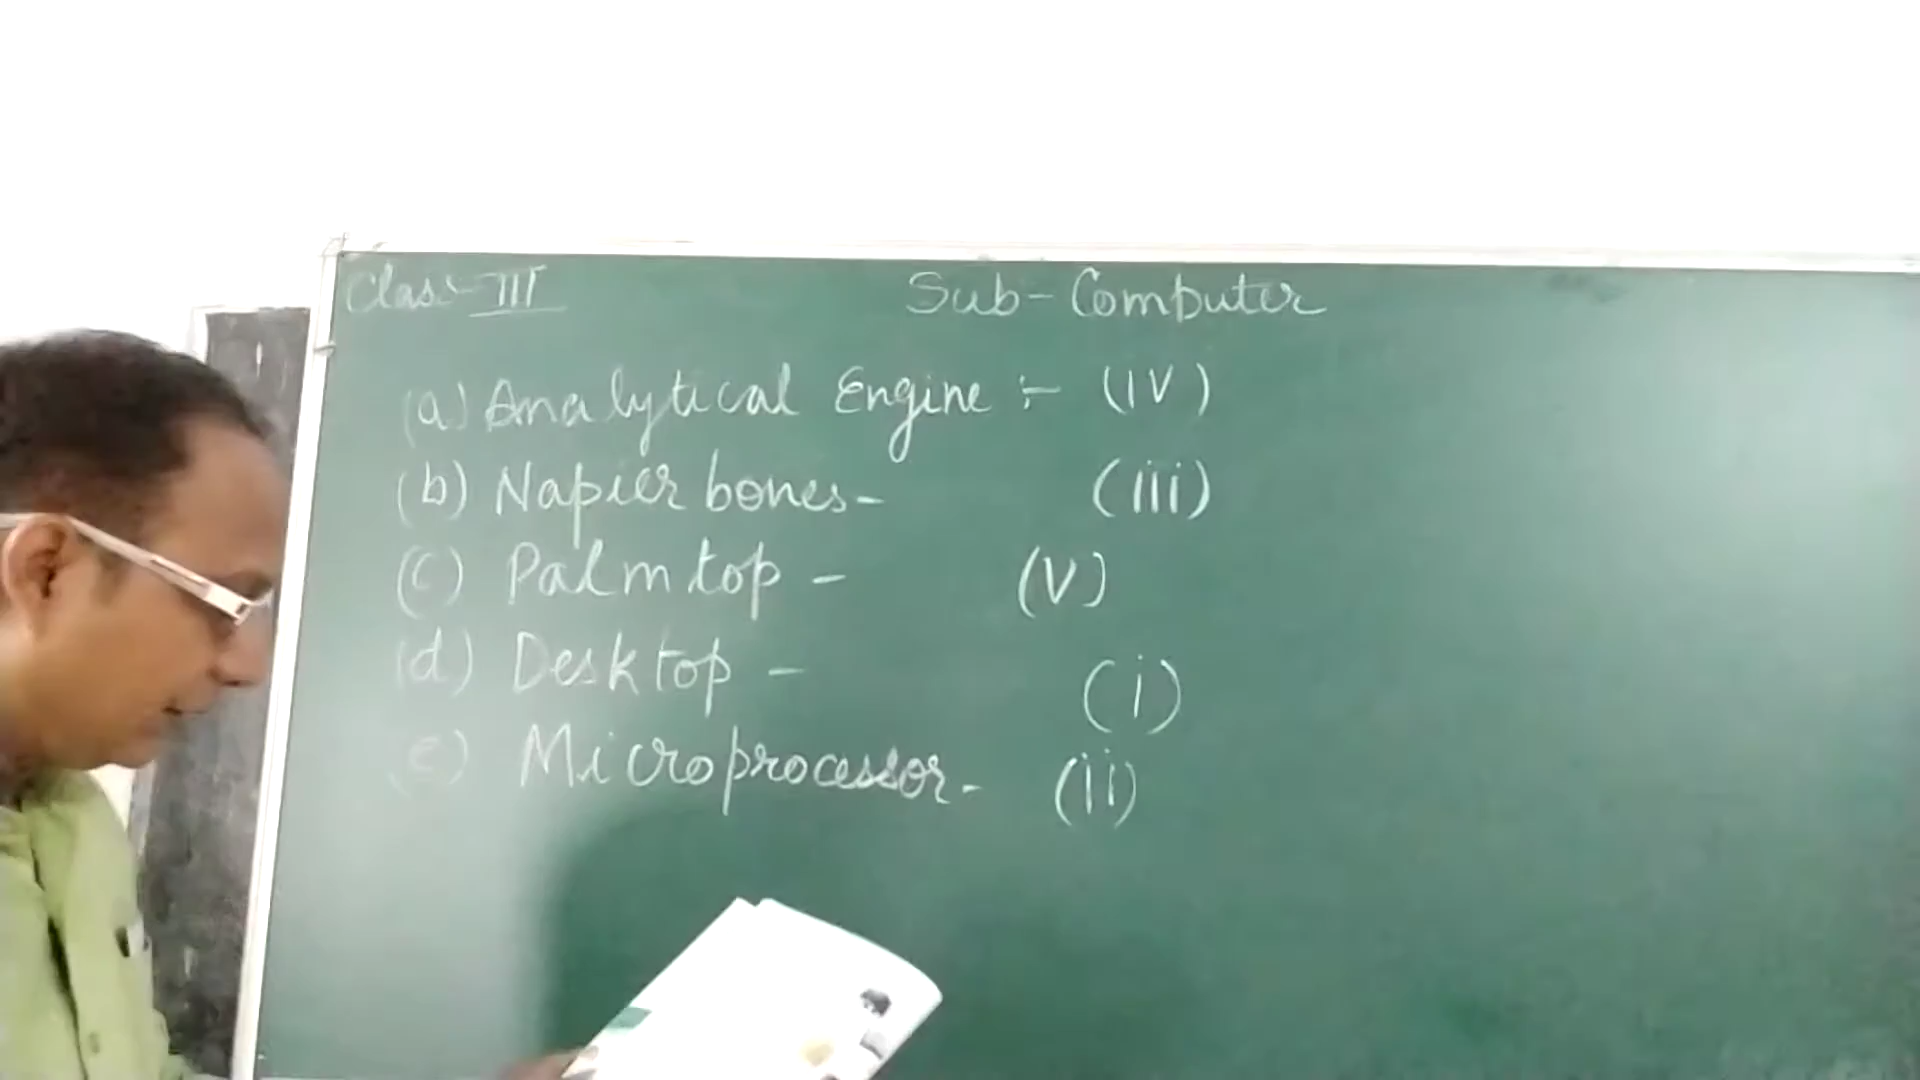 Class-III Sub-Computer
(a) Analytical Engine :- (iv)
(b) Napier bones- (iii)
(c) Palmtop - (v)
(d) Desktop - (i)
(e) Microprocessor- (ii)